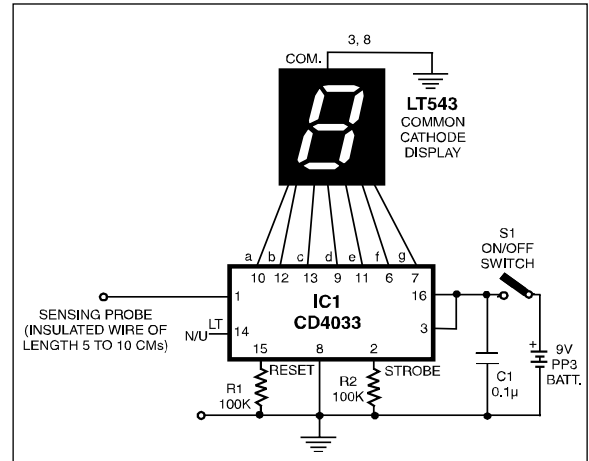 3, 8
COM.
LT543
COMMON
CATHODE
DISPLAY
S1
ON/OFF
SWITCH
a b c d e f g
10 12 13 9 11 6 7
1
16
IC1
CD4033
SENSING PROBE
(INSULATED WIRE OF
LENGTH 5 TO 10 CMs)
LT
N/U
14
3
15 8 2
RESET
STROBE
R1
100K
R2
100K
C1
0.1µ
+
9V
PP3
BATT.